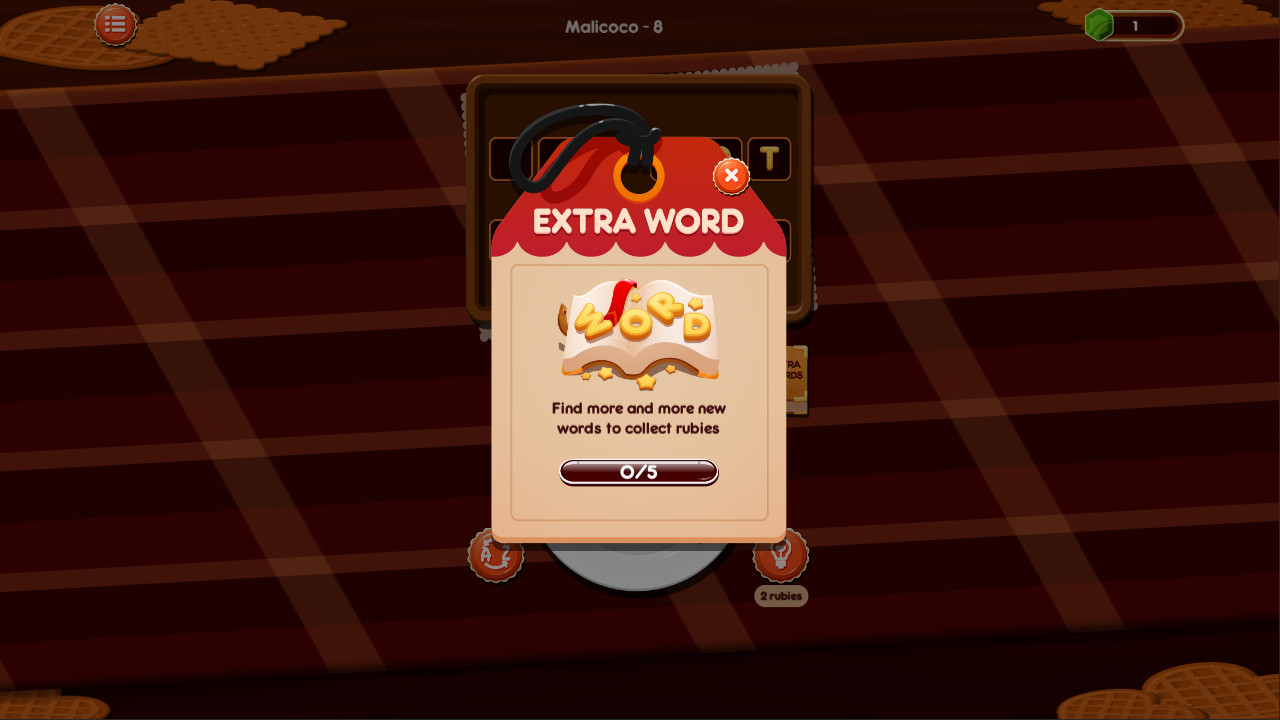 Malicoco - 8
1
T
EXTRA WORD
WORD
Find more and more new
words to collect rubies
0/5
2 rubies